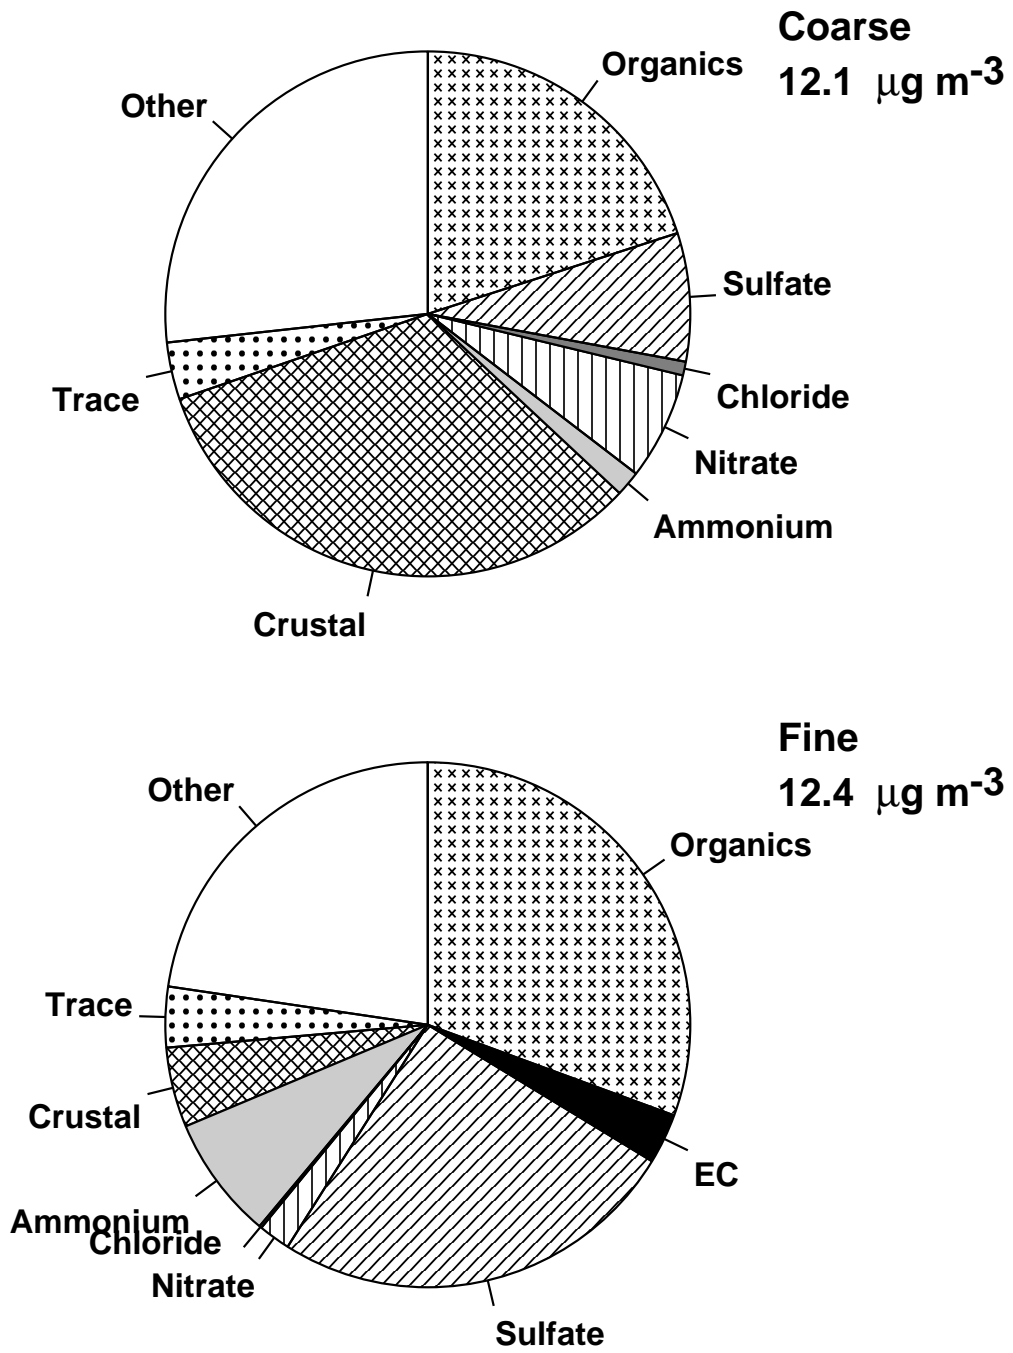 Coarse
12.1 μg m-3
Organics
Other
Sulfate
Chloride
Trace
Nitrate
Ammonium
Crustal
Fine
12.4 μg m-3
Other
Organics
Trace
Crustal
EC
Ammonium
Chloride
Nitrate
Sulfate